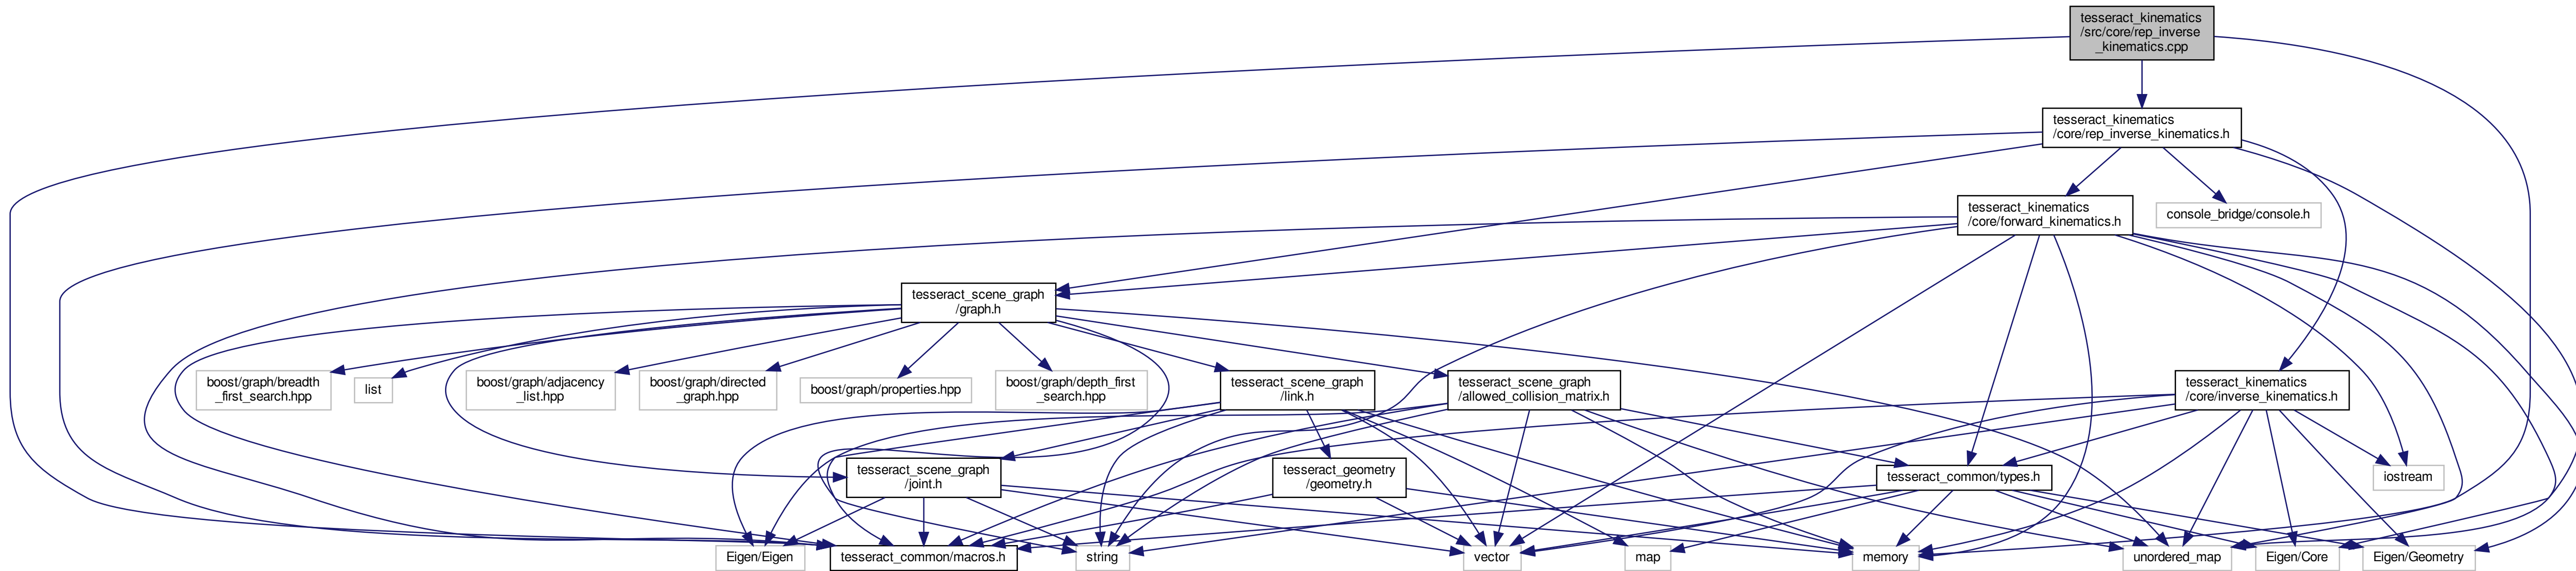 tesseract_kinematics
/src/core/rep_inverse
_kinematics.cpp
tesseract_kinematics
/core/rep_inverse_kinematics.h
tesseract_kinematics
/core/forward_kinematics.h
console_bridge/console.h
tesseract_scene_graph
/graph.h
boost/graph/breadth
_first_search.hpp
list
boost/graph/adjacency
_list.hpp
boost/graph/directed
_graph.hpp
boost/graph/properties.hpp
boost/graph/depth_first
_search.hpp
tesseract_scene_graph
/link.h
tesseract_scene_graph
/allowed_collision_matrix.h
tesseract_kinematics
/core/inverse_kinematics.h
tesseract_scene_graph
/joint.h
tesseract_geometry
/geometry.h
tesseract_common/types.h
iostream
Eigen/Eigen
tesseract_common/macros.h
string
vector
map
memory
unordered_map
Eigen/Core
Eigen/Geometry